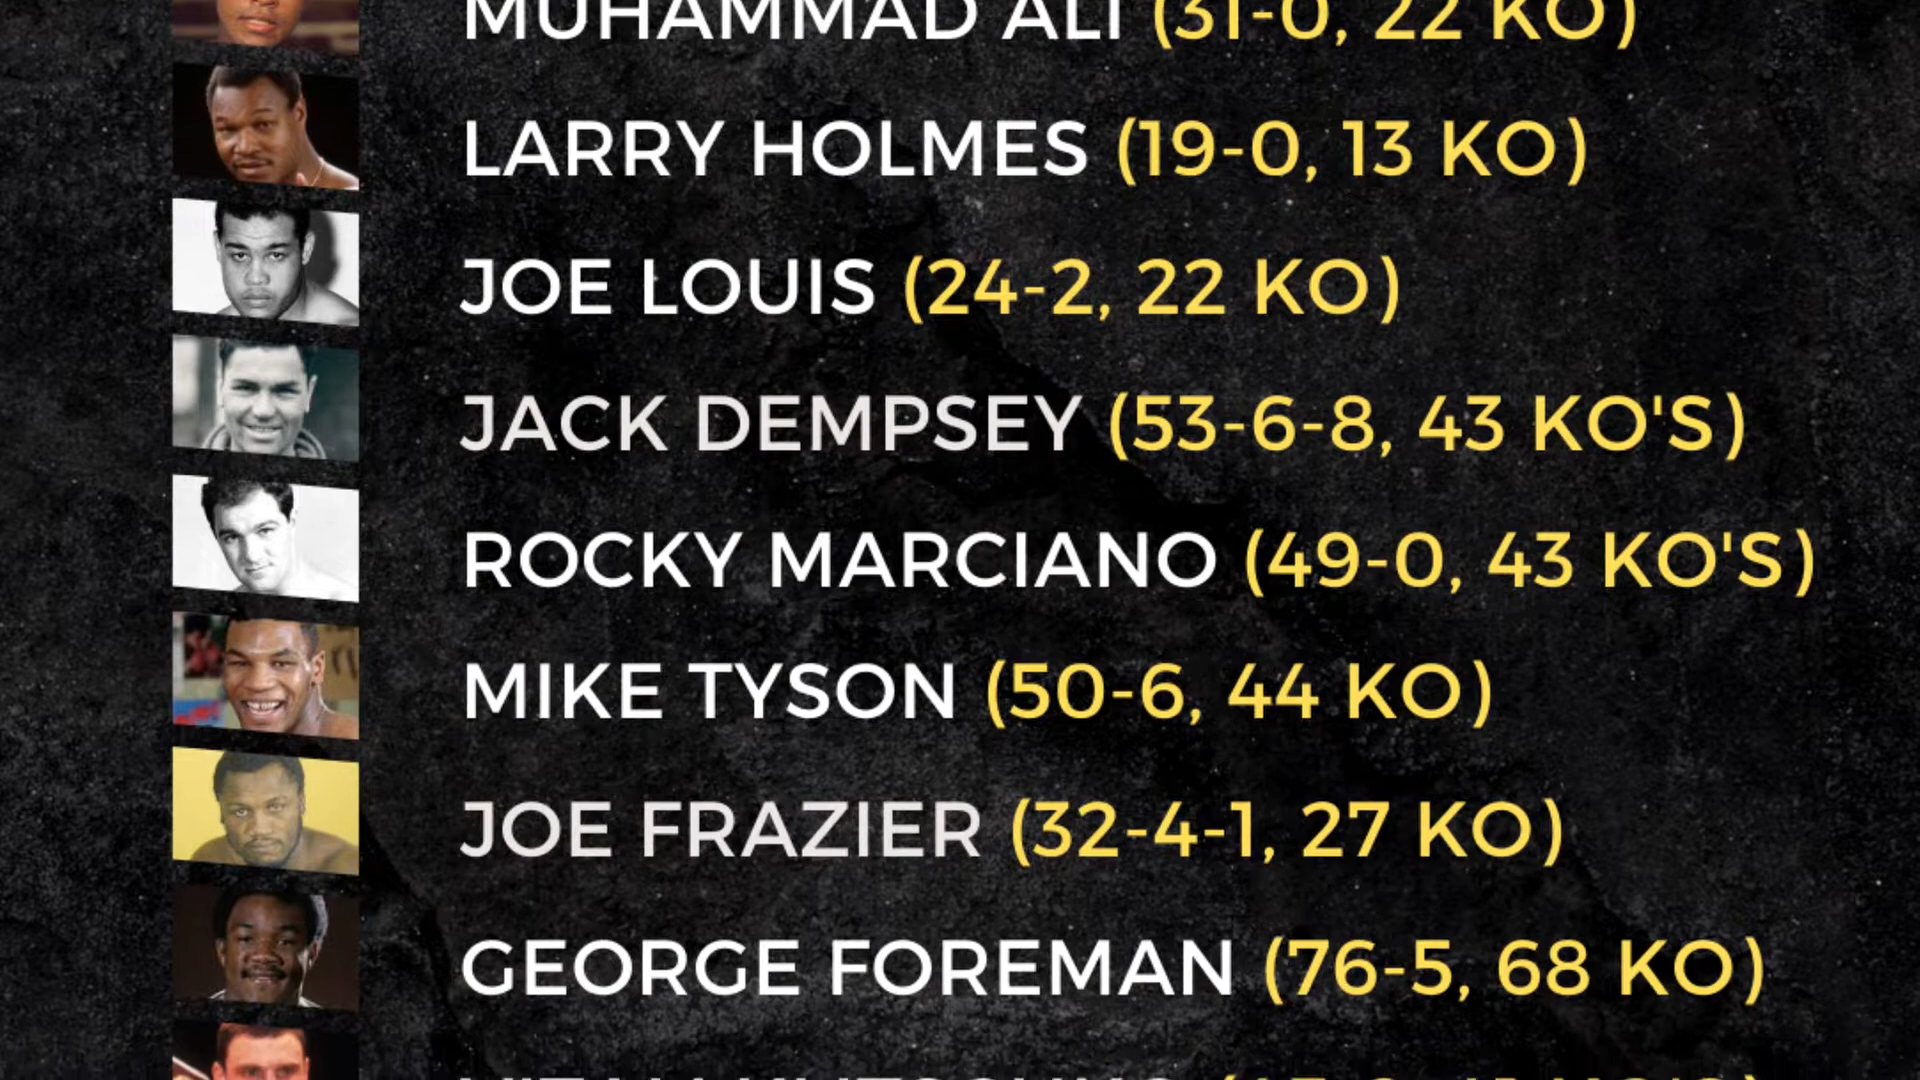 MUHAMMAD ALI (31-0, 22 KO)
LARRY HOLMES (19-0, 13 KO)
JOE LOUIS (24-2, 22 KO)
JACK DEMPSEY (53-6-8, 43 KO'S)
ROCKY MARCIANO (49-0, 43 KO'S)
MIKE TYSON (50-6, 44 KO)
JOE FRAZIER (32-4-1, 27 KO)
GEORGE FOREMAN (76-5, 68 KO)